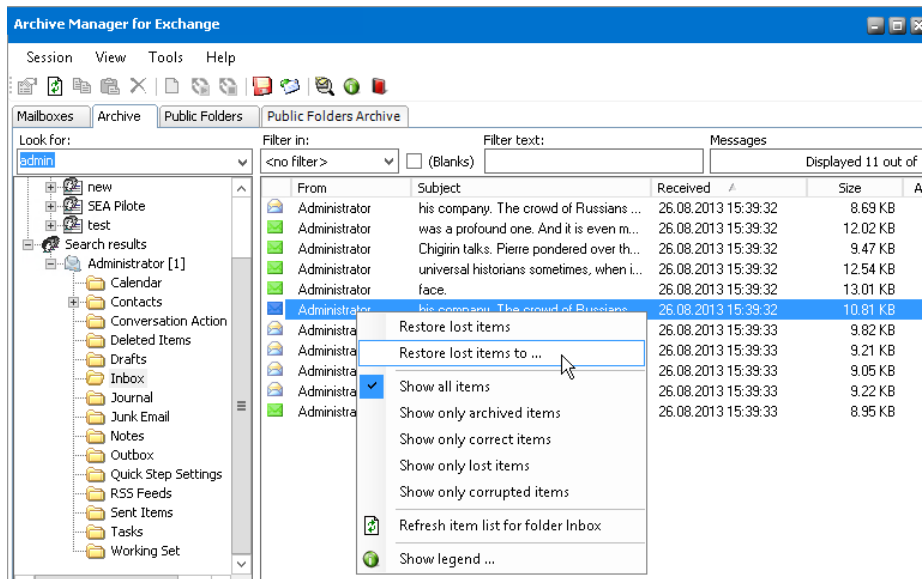 Archive Manager for Exchange
Session View Tools Help
Mailboxes Archive Public Folders Public Folders Archive
Look for: Filter in: Filter text: Messages
admin <no filter> (Blanks) Displayed 11 out of
new
SEA Pilote
test
Search results
Administrator [1]
Calendar
Contacts
Conversation Action
Deleted Items
Drafts
Inbox
Journal
Junk Email
Notes
Outbox
Quick Step Settings
RSS Feeds
Sent Items
Tasks
Working Set
From Subject Received Size A
Administrator his company. The crowd of Russians ... 26.08.2013 15:39:32 8.69 KB
Administrator was a profound one. And it is even m... 26.08.2013 15:39:32 12.02 KB
Administrator Chigirin talks. Pierre pondered over th... 26.08.2013 15:39:32 9.47 KB
Administrator universal historians sometimes, when i... 26.08.2013 15:39:32 12.54 KB
Administrator face. 26.08.2013 15:39:32 13.01 KB
Administrator his company. The crowd of Russians 26.08.2013 15:39:32 10.81 KB
Administra 26.08.2013 15:39:33 9.82 KB
Administra 26.08.2013 15:39:33 9.21 KB
Administra 26.08.2013 15:39:33 9.05 KB
Administra 26.08.2013 15:39:33 9.22 KB
Administra 26.08.2013 15:39:33 8.95 KB
Restore lost items
Restore lost items to ...
Show all items
Show only archived items
Show only correct items
Show only lost items
Show only corrupted items
Refresh item list for folder Inbox
Show legend ...